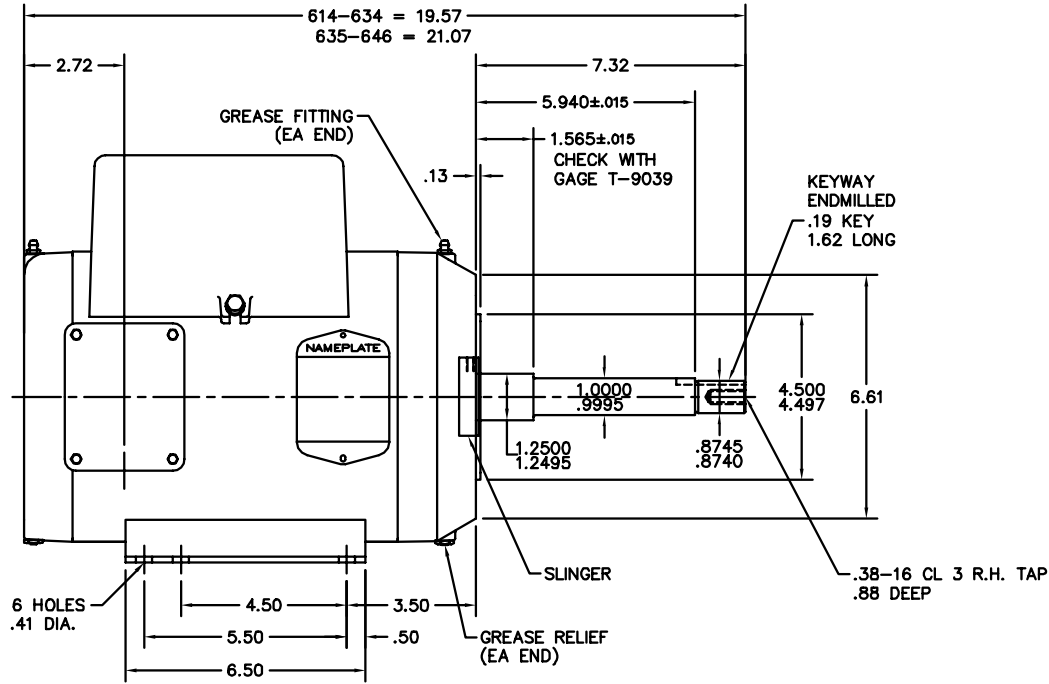 614-634 = 19.57
635-646 = 21.07
2.72
7.32
5.940±.015
GREASE FITTING
(EA END)
1.565±.015
CHECK WITH
GAGE T-9039
.13
KEYWAY
ENDMILLED
.19 KEY
1.62 LONG
NAMEPLATE
1.0000
.9995
4.500
4.497
6.61
1.2500
1.2495
.8745
.8740
SLINGER
.38-16 CL 3 R.H. TAP
.88 DEEP
6 HOLES
.41 DIA.
4.50
3.50
5.50
.50
GREASE RELIEF
(EA END)
6.50